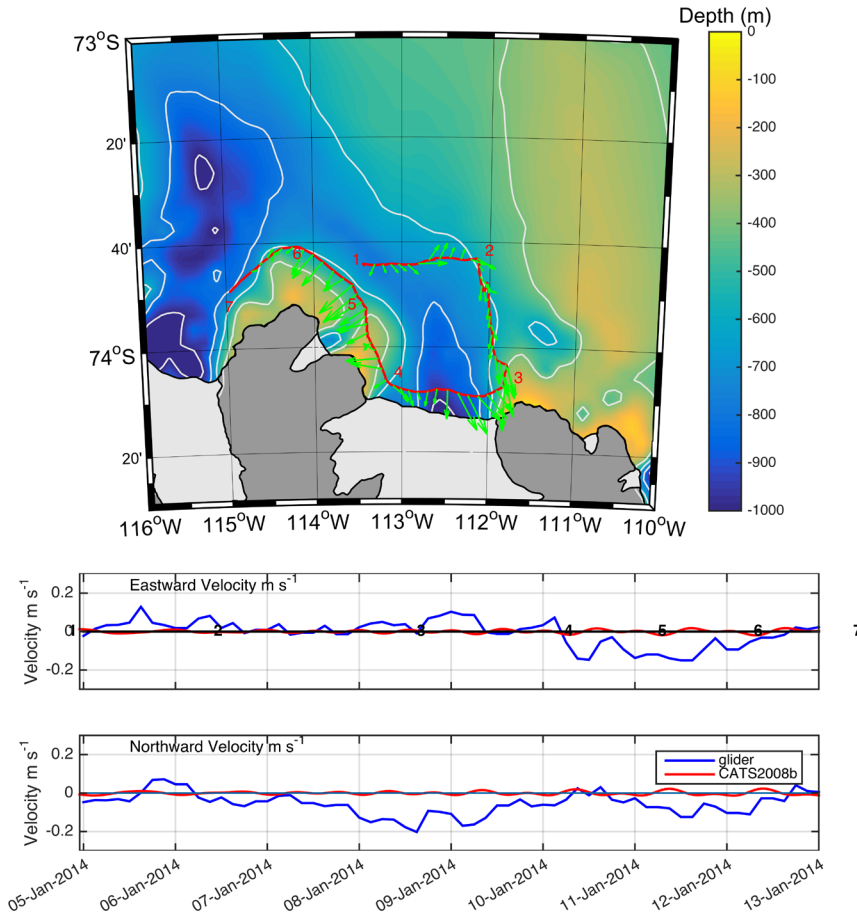 Depth (m)
73°S
20'
40'
74°S
20'
116°W 115°W 114°W 113°W 112°W 111°W 110°W
1
2
3
4
5
6
7
0
-100
-200
-300
-400
-500
-600
-700
-800
-900
-1000
Eastward Velocity m s-1
Velocity m s-1
0.2
0
-0.2
1 2 3 4 5 6 7
Northward Velocity m s-1
Velocity m s-1
0.2
0
-0.2
glider
CATS2008b
05-Jan-2014
06-Jan-2014
07-Jan-2014
08-Jan-2014
09-Jan-2014
10-Jan-2014
11-Jan-2014
12-Jan-2014
13-Jan-2014